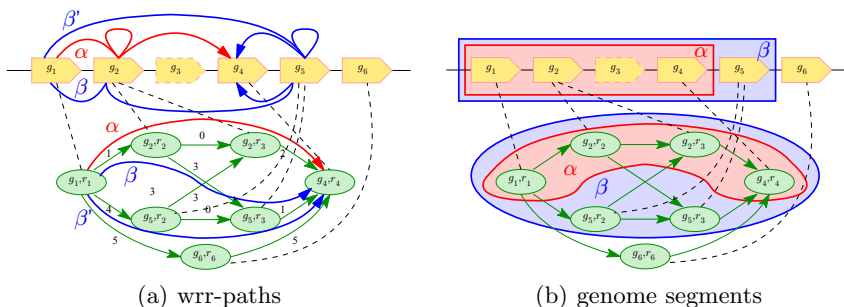 β'
α
g₁ g₂ g₃ g₄ g₅ g₆
β
α
g₂,r₂ 0 g₂,r₃
1 2
3
g₁,r₁ β g₄,r₄
3 3
β' 4 g₅,r₂ 0 g₅,r₃ 1
5 g₆,r₆ 5
(a) wrr-paths
α β
g₁ g₂ g₃ g₄ g₅ g₆
g₂,r₂ g₂,r₃
g₁,r₁ α g₄,r₄
β
g₅,r₂ g₅,r₃
g₆,r₆
(b) genome segments